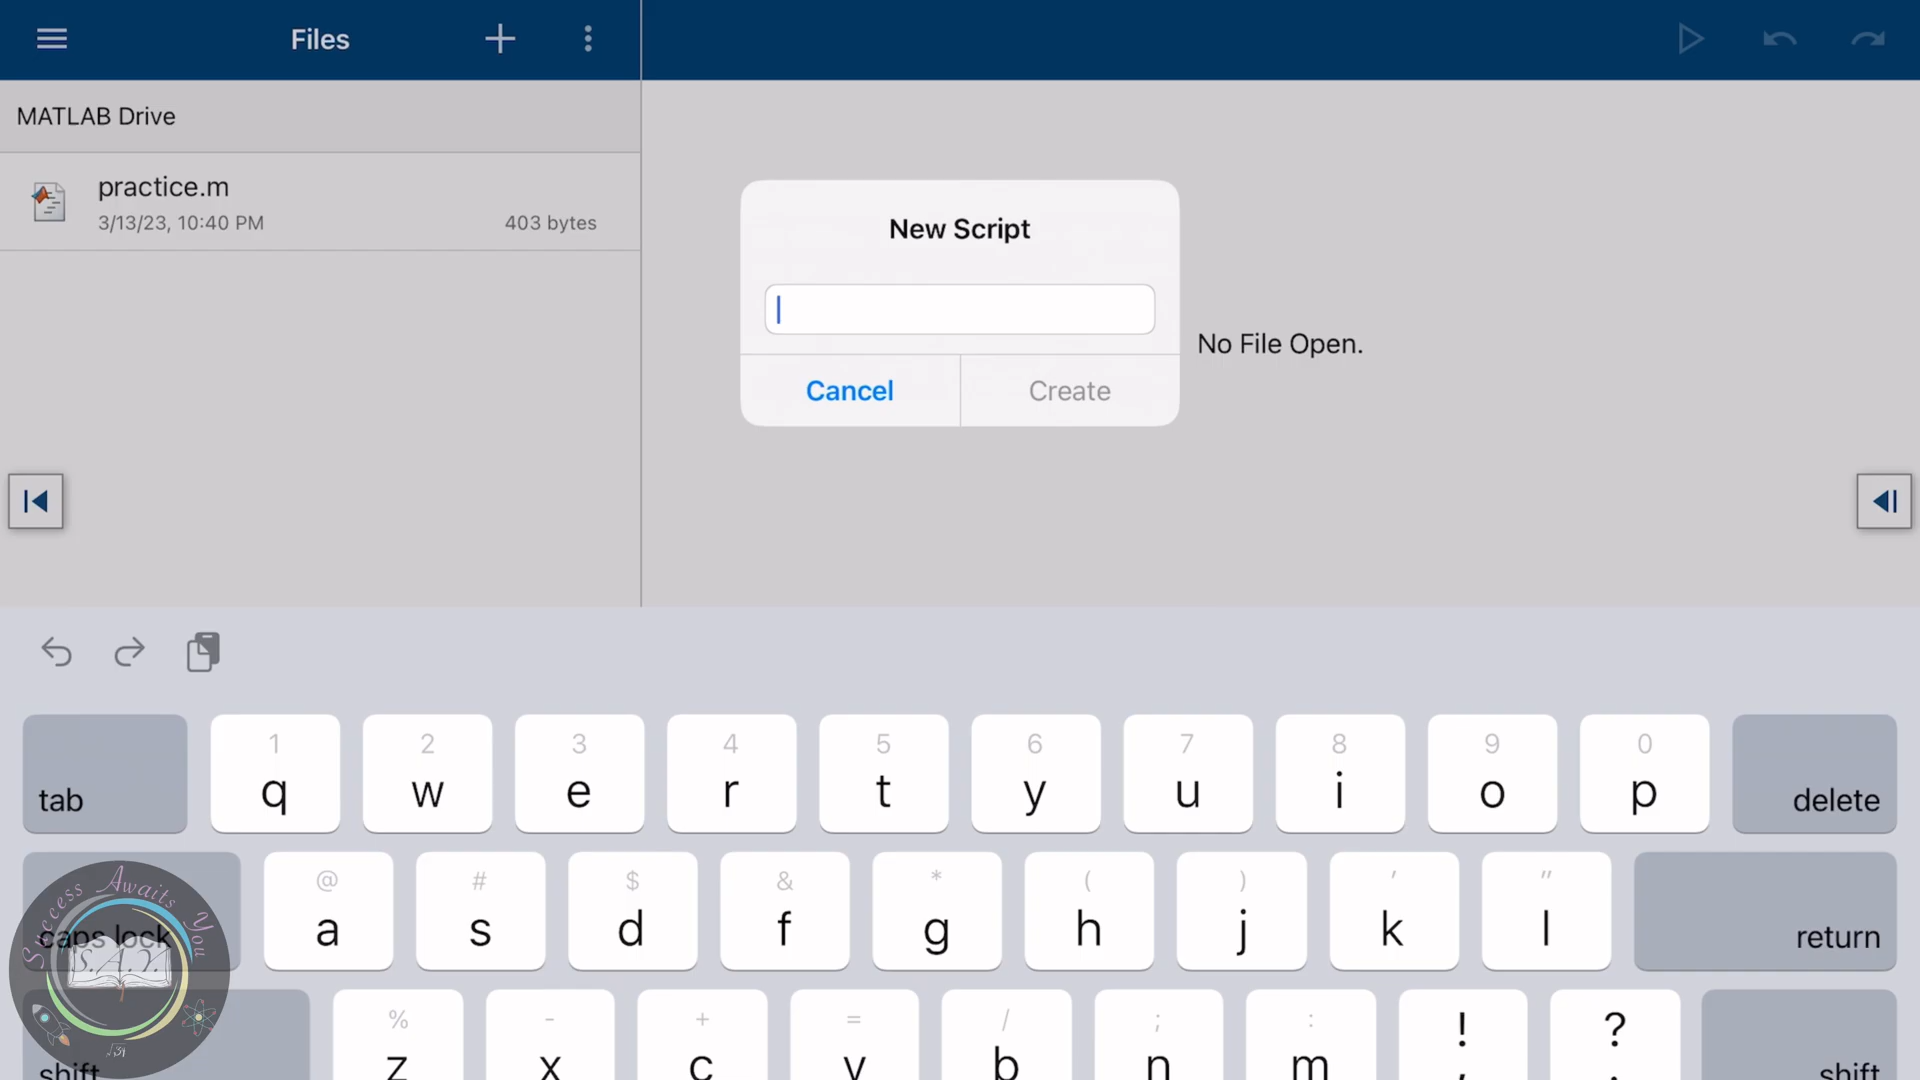 Files
MATLAB Drive
practice.m
3/13/23, 10:40 PM 403 bytes
New Script
Cancel Create
No File Open.
1 2 3 4 5 6 7 8 9 0
tab q w e r t y u i o p delete
@ # $ & * ( ) ' "
caps lock a s d f g h j k l return
% - + = / ; : ! ?
shift z x c v b n m , . shift
Success Awaits You
S.A.Y.